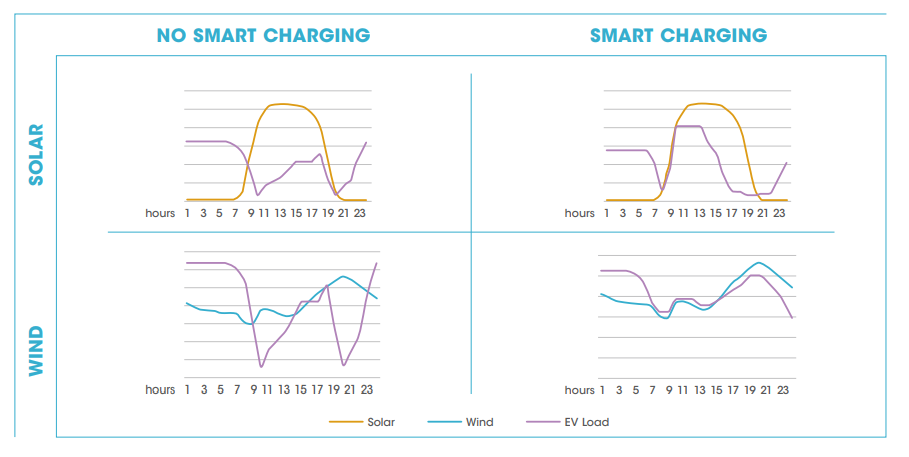 NO SMART CHARGING
SMART CHARGING
SOLAR
hours 1 3 5 7 9 11 13 15 17 19 21 23
hours 1 3 5 7 9 11 13 15 17 19 21 23
WIND
hours 1 3 5 7 9 11 13 15 17 19 21 23
hours 1 3 5 7 9 11 13 15 17 19 21 23
Solar Wind EV Load